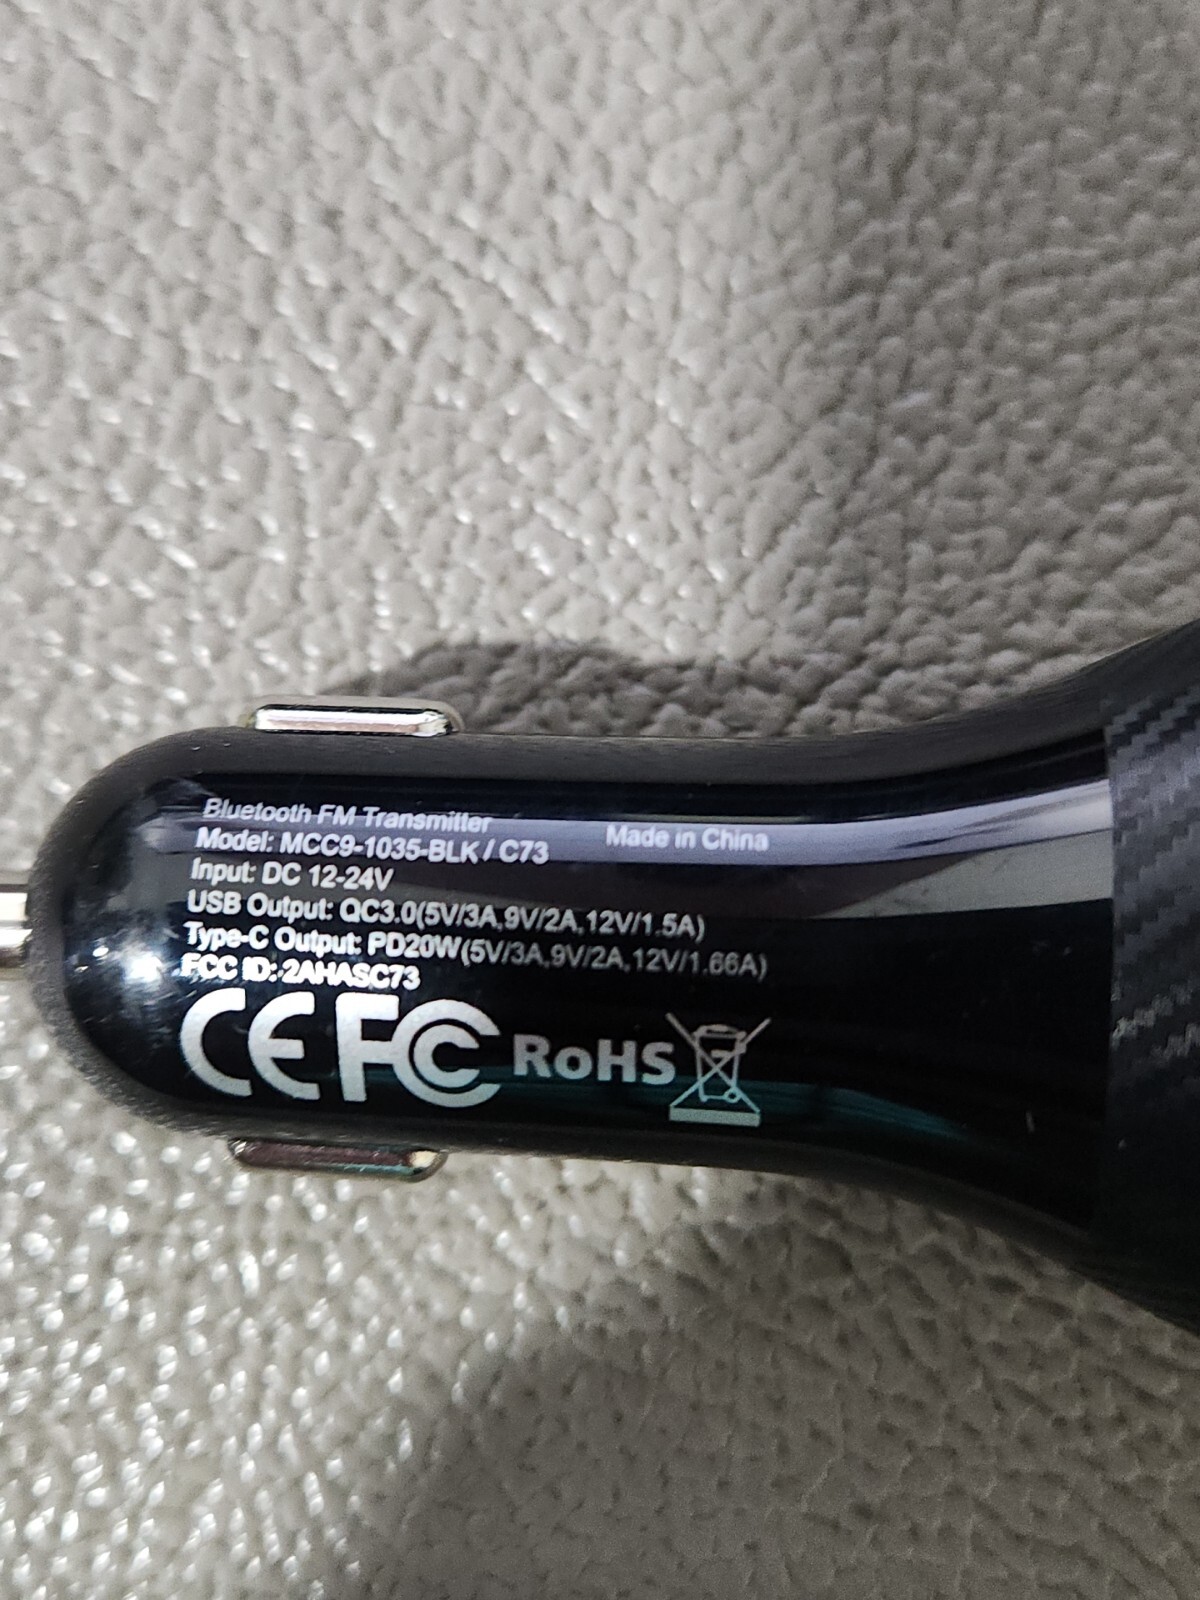 Bluetooth FM Transmitter
Made in China
Model: MCC9-1035-BLK / C73
Input: DC 12-24V
USB Output: QC3.0(5V/3A,9V/2A,12V/1.5A)
Type-C Output: PD20W(5V/3A,9V/2A,12V/1.66A)
FCC ID: 2AHASC73
CE FC RoHS